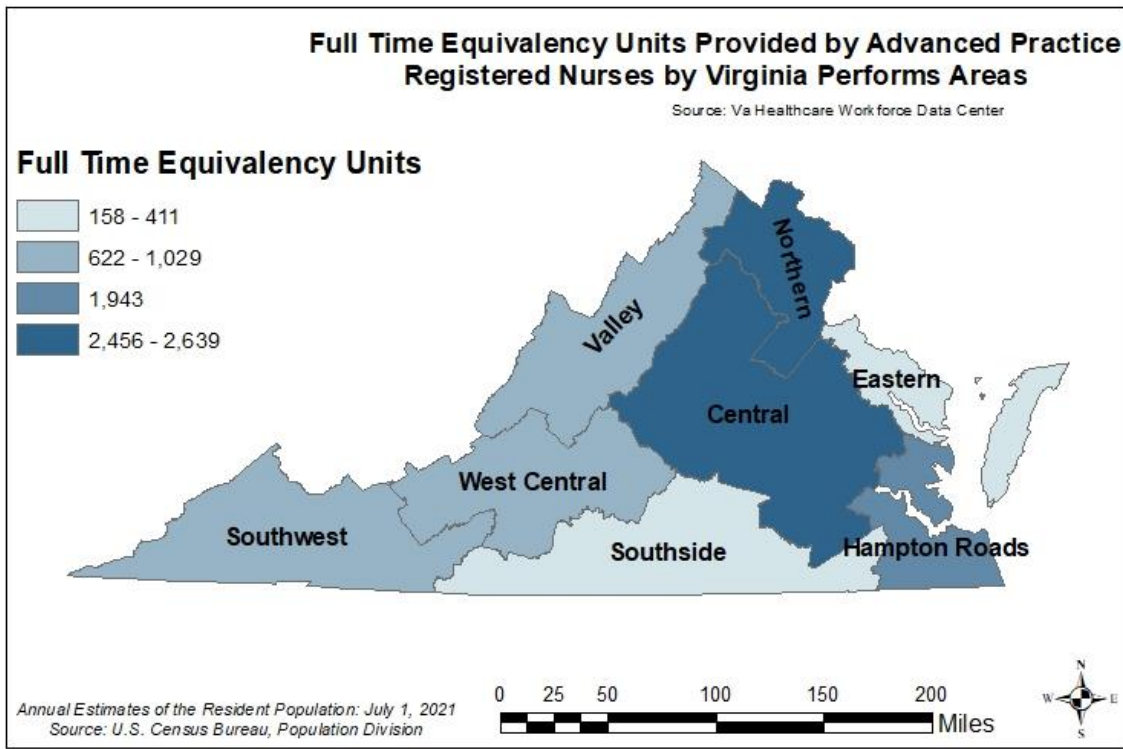 Full Time Equivalency Units Provided by Advanced Practice
Registered Nurses by Virginia Performs Areas
Source: Va Healthcare Workforce Data Center
Full Time Equivalency Units
158 - 411
622 - 1,029
1,943
2,456 - 2,639
Northern
Valley
Eastern
Central
West Central
Southwest
Southside
Hampton Roads
Annual Estimates of the Resident Population: July 1, 2021
Source: U.S. Census Bureau, Population Division
0 25 50 100 150 200
Miles
N
W E
S